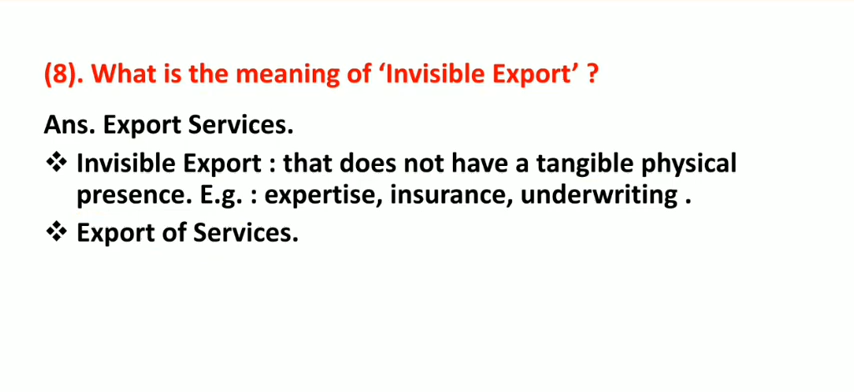 (8). What is the meaning of ‘Invisible Export’ ?
Ans. Export Services.
❖ Invisible Export : that does not have a tangible physical
presence. E.g. : expertise, insurance, underwriting .
❖ Export of Services.